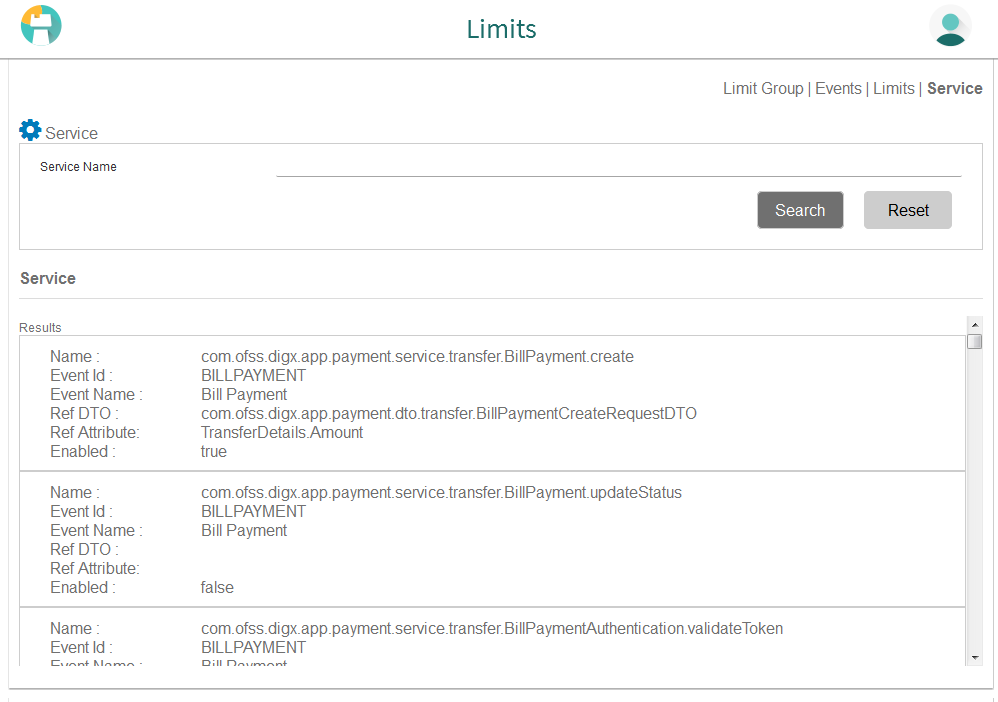 Limits
Limit Group | Events | Limits | Service
Service
Service Name
Search Reset
Service
Results
Name : com.ofss.digx.app.payment.service.transfer.BillPayment.create
Event Id : BILLPAYMENT
Event Name : Bill Payment
Ref DTO : com.ofss.digx.app.payment.dto.transfer.BillPaymentCreateRequestDTO
Ref Attribute: TransferDetails.Amount
Enabled : true
Name : com.ofss.digx.app.payment.service.transfer.BillPayment.updateStatus
Event Id : BILLPAYMENT
Event Name : Bill Payment
Ref DTO :
Ref Attribute:
Enabled : false
Name : com.ofss.digx.app.payment.service.transfer.BillPaymentAuthentication.validateToken
Event Id : BILLPAYMENT
Event Name : Bill Payment